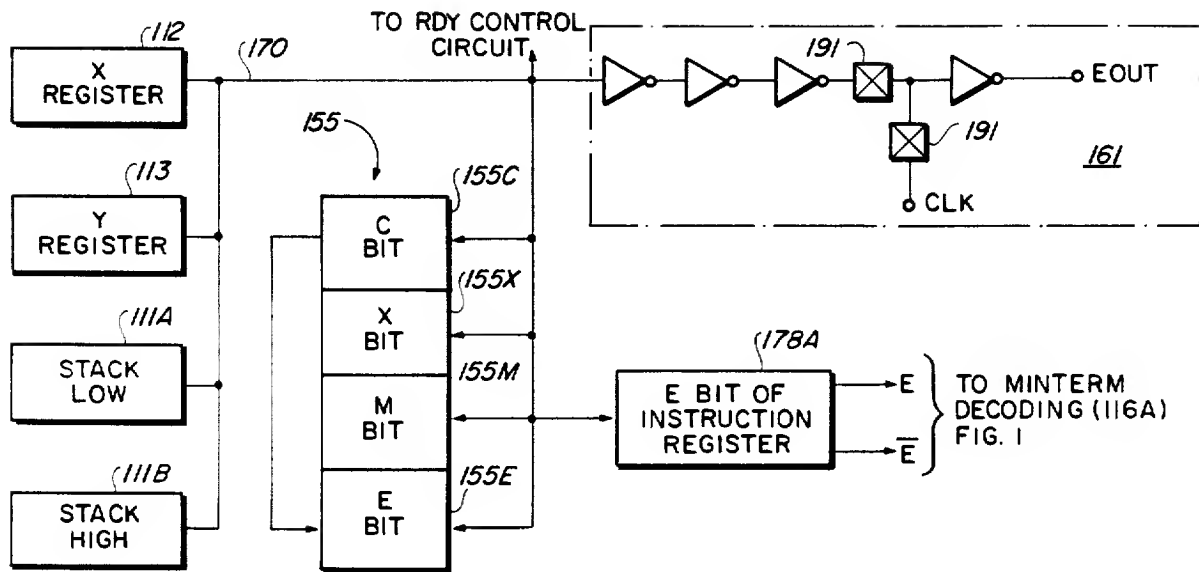 TO RDY CONTROL
CIRCUIT
112
X
REGISTER
170
191
EOUT
191
161
CLK
155
113
Y
REGISTER
155C
C
BIT
155X
X
BIT
111A
STACK
LOW
155M
M
BIT
178A
E BIT OF
INSTRUCTION
REGISTER
E
E̅
TO MINTERM
DECODING (116A)
FIG. 1
111B
STACK
HIGH
155E
E
BIT